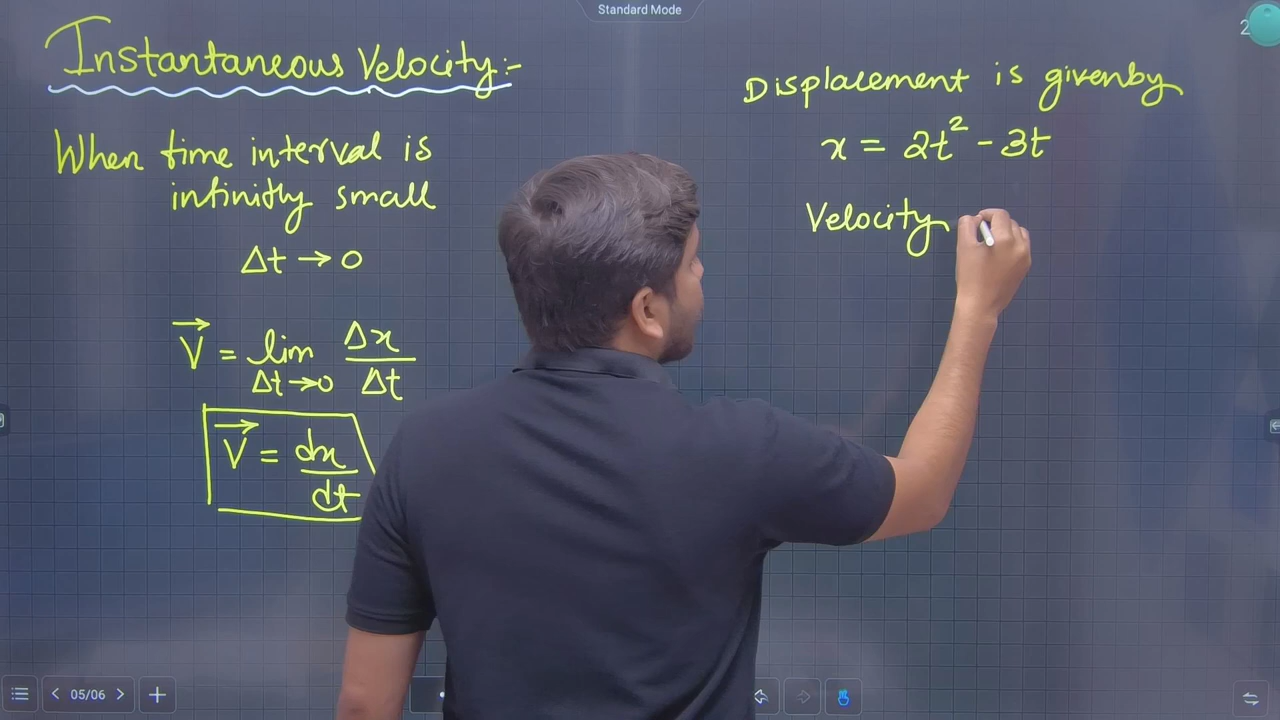 Standard Mode
Instantaneous Velocity:-
When time interval is
infinitly small
Δt → 0
V⃗ = lim Δx/Δt
Δt→0
V⃗ = dx/dt
Displacement is givenby
x = 2t² - 3t
Velocity
05/06